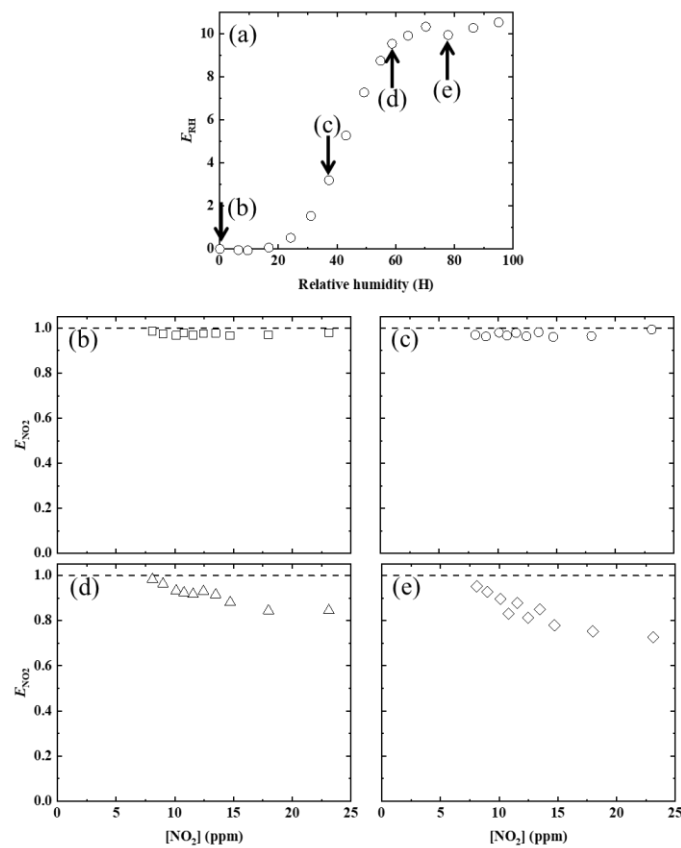 (a)
10
8
6
4
2
0
E_RH
(c)
(d)
(e)
(b)
0 20 40 60 80 100
Relative humidity (H)
1.0
0.8
0.6
0.4
0.2
0.0
E_NO2
(b)
(c)
1.0
0.8
0.6
0.4
0.2
0.0
E_NO2
(d)
(e)
0 5 10 15 20 25
[NO2] (ppm)
0 5 10 15 20 25
[NO2] (ppm)